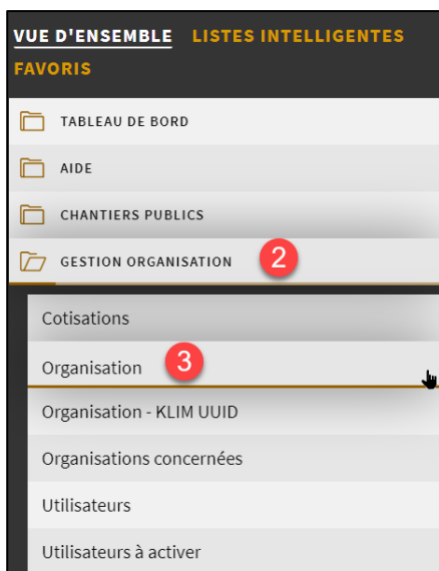 VUE D'ENSEMBLE LISTES INTELLIGENTES
FAVORIS
TABLEAU DE BORD
AIDE
CHANTIERS PUBLICS
GESTION ORGANISATION 2
Cotisations
Organisation 3
Organisation - KLIM UUID
Organisations concernées
Utilisateurs
Utilisateurs à activer